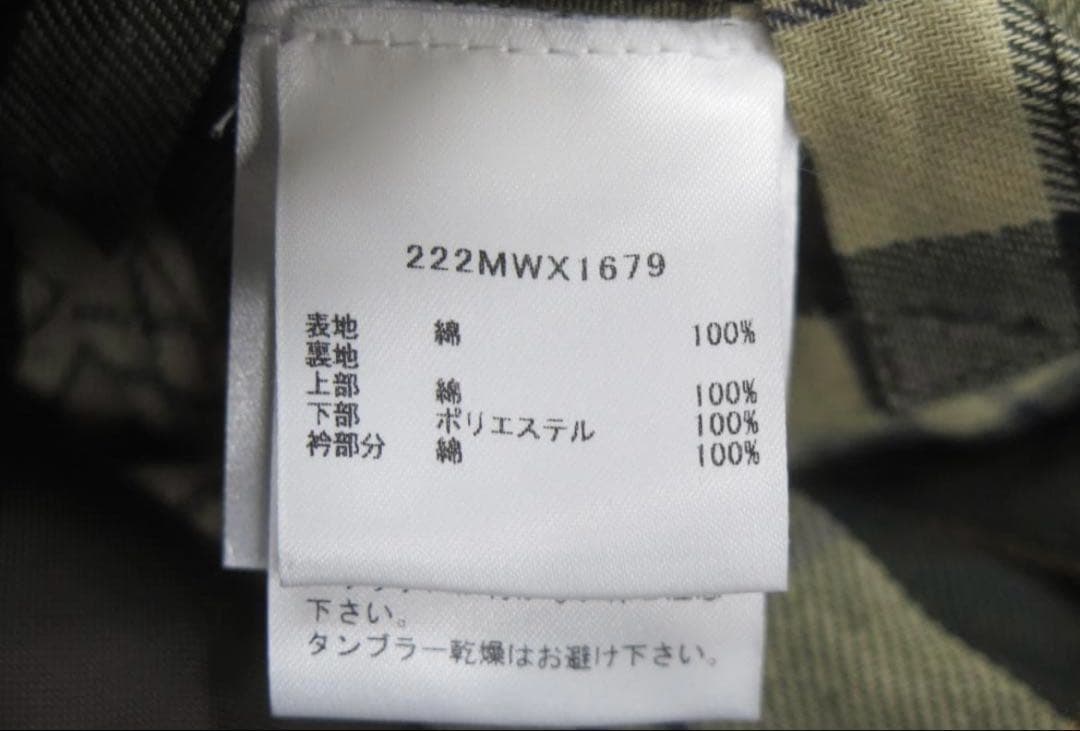 222MWX1679
表地 綿 100%
裏地
上部 綿 100%
下部 ポリエステル 100%
衿部分 綿 100%
下さい。
タンブラー乾燥はお避け下さい。